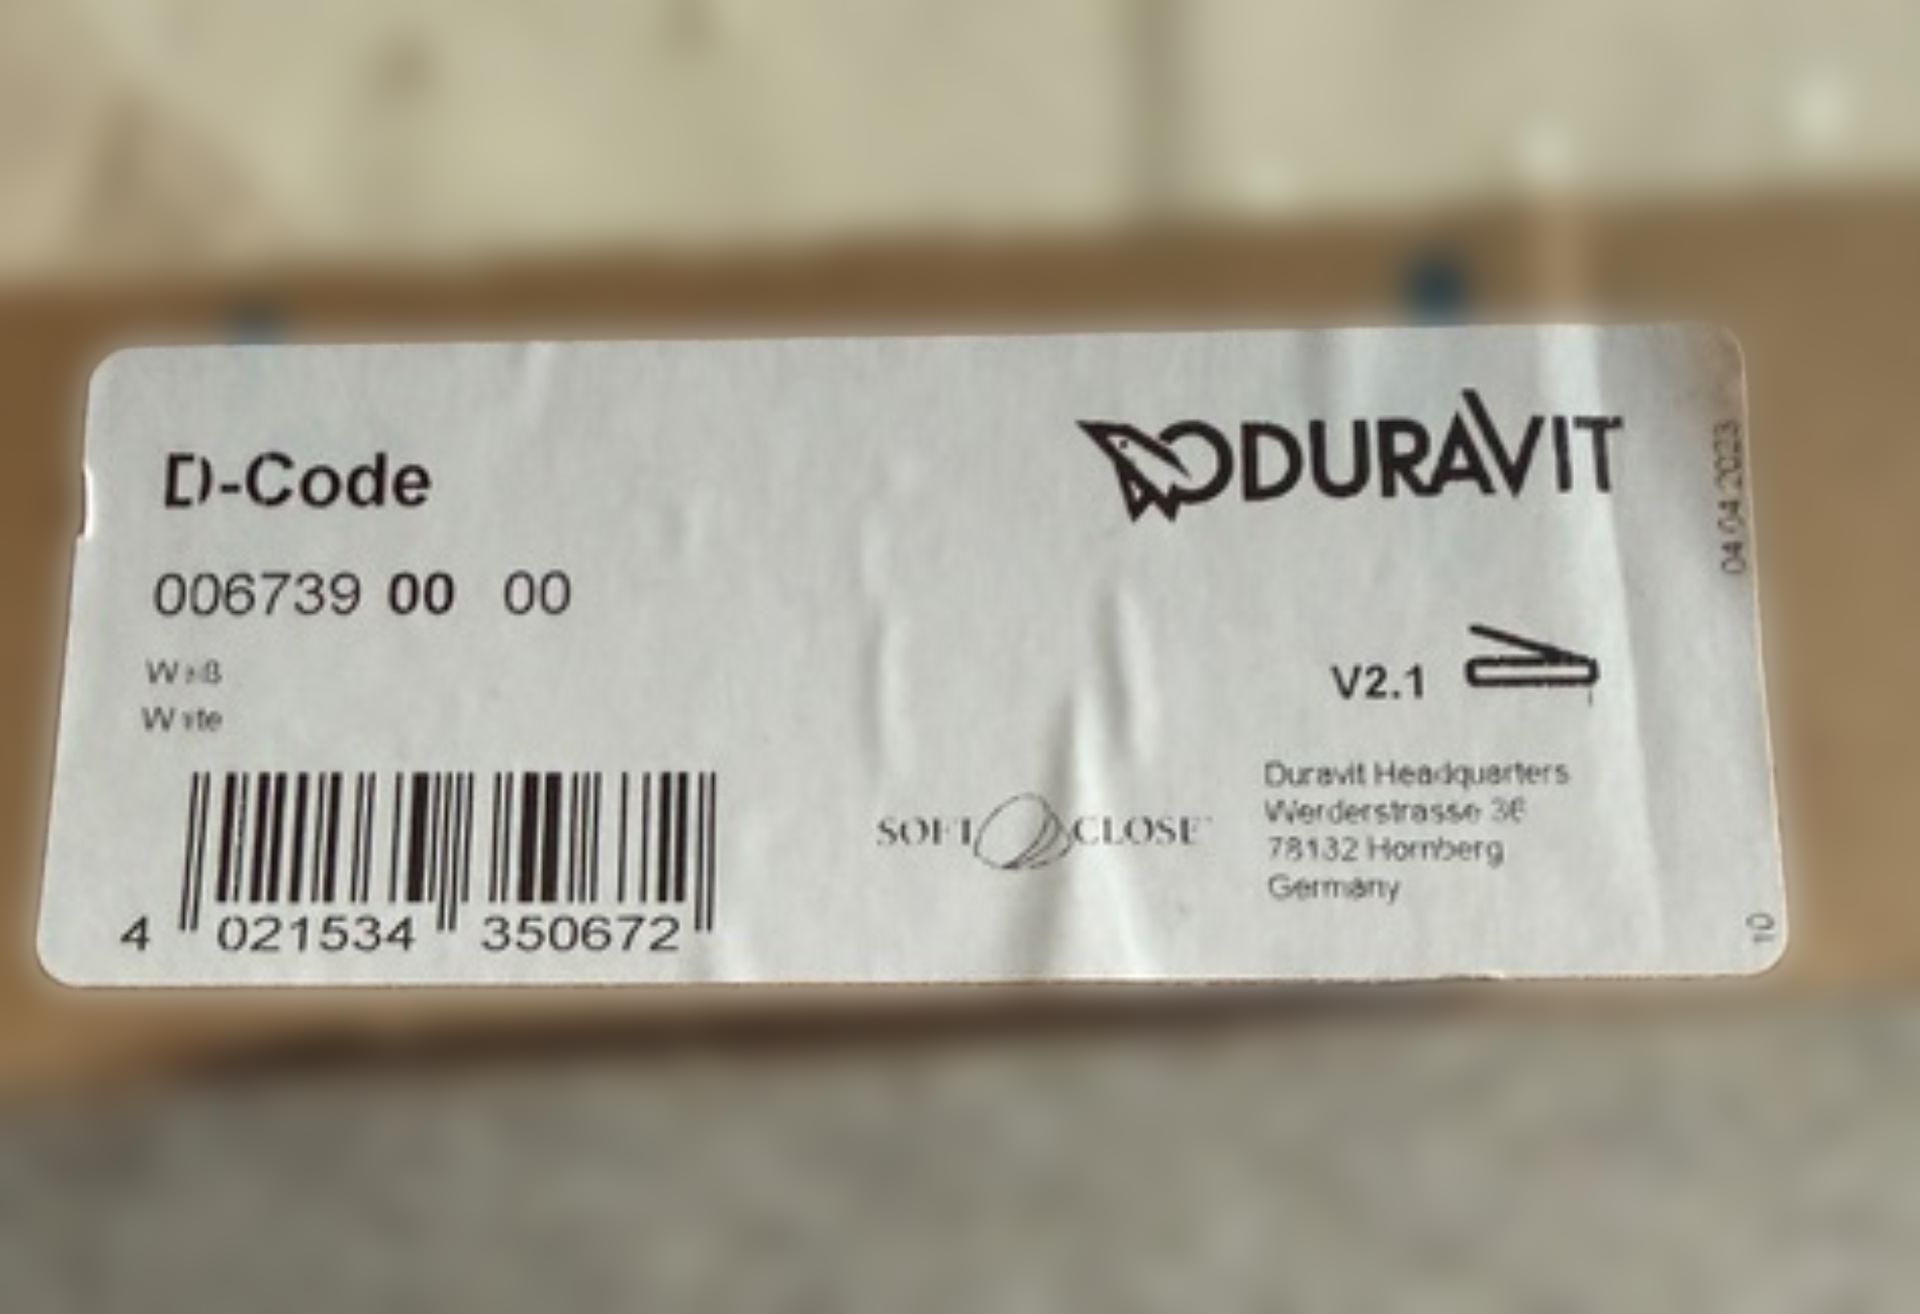 D-Code
DURAVIT
04.04.2023
006739 00 00
V2.1
SOFT CLOSE
Duravit Headquarters
Werderstrasse 36
78132 Hornberg
Germany
4 021534 350672
10